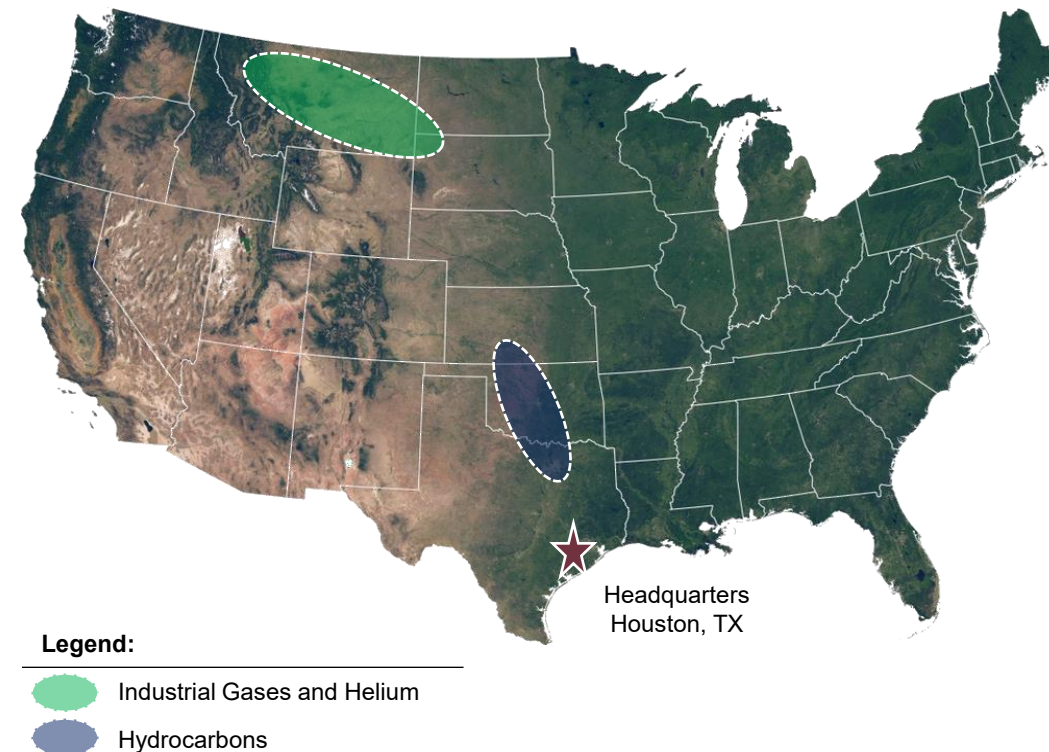 Headquarters
Houston, TX
Legend:
Industrial Gases and Helium
Hydrocarbons